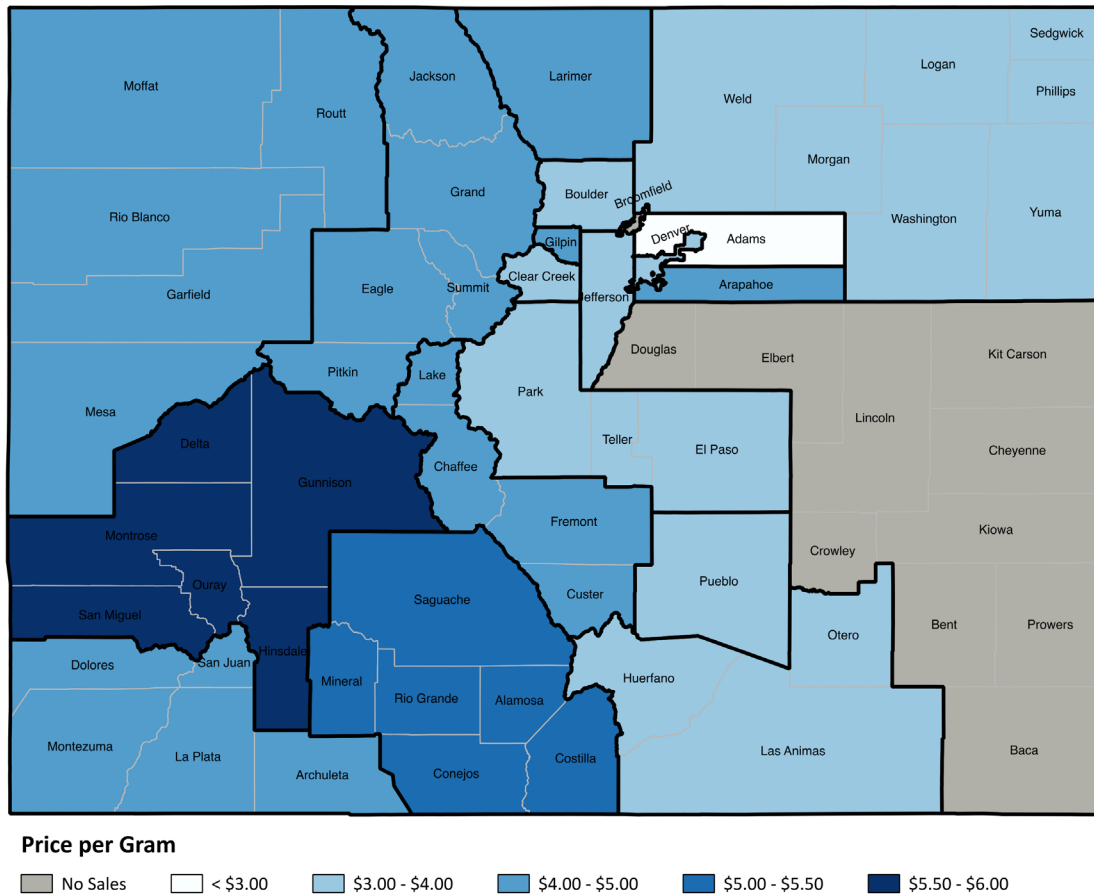 Sedgwick
Logan
Jackson
Larimer
Moffat
Phillips
Weld
Routt
Morgan
Grand
Boulder
Broomfield
Rio Blanco
Washington
Yuma
Denver
Adams
Gilpin
Clear Creek
Eagle
Summit
Arapahoe
Garfield
Jefferson
Douglas
Elbert
Kit Carson
Pitkin
Lake
Park
Mesa
Lincoln
Delta
Teller
El Paso
Cheyenne
Chaffee
Gunnison
Fremont
Kiowa
Montrose
Crowley
Ouray
Pueblo
Saguache
Custer
San Miguel
Bent
Prowers
Otero
Hinsdale
San Juan
Dolores
Mineral
Huerfano
Rio Grande
Alamosa
Montezuma
La Plata
Costilla
Las Animas
Baca
Archuleta
Conejos
Price per Gram
No Sales
< $3.00
$3.00 - $4.00
$4.00 - $5.00
$5.00 - $5.50
$5.50 - $6.00